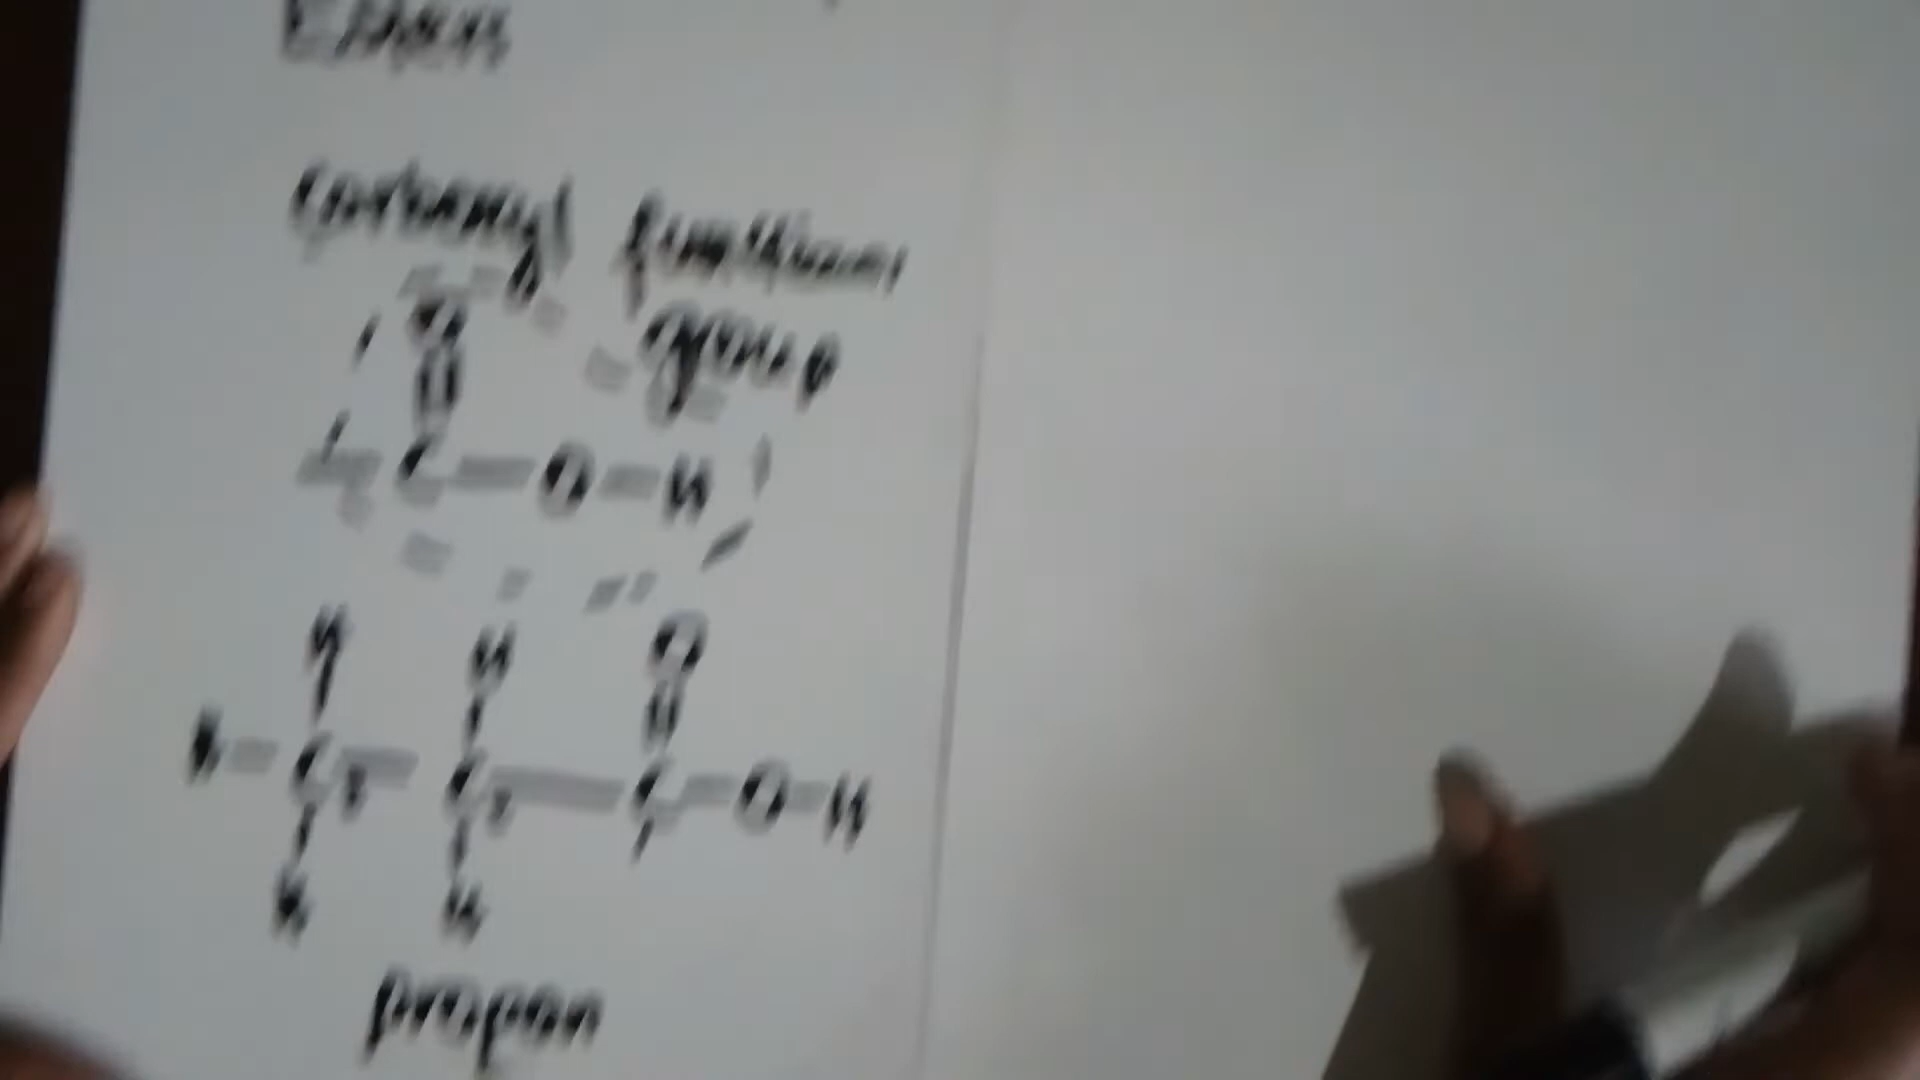 carboxyl functional
group
O
C — O — H
H H O
H — C — C — C — O — H
H H
propan